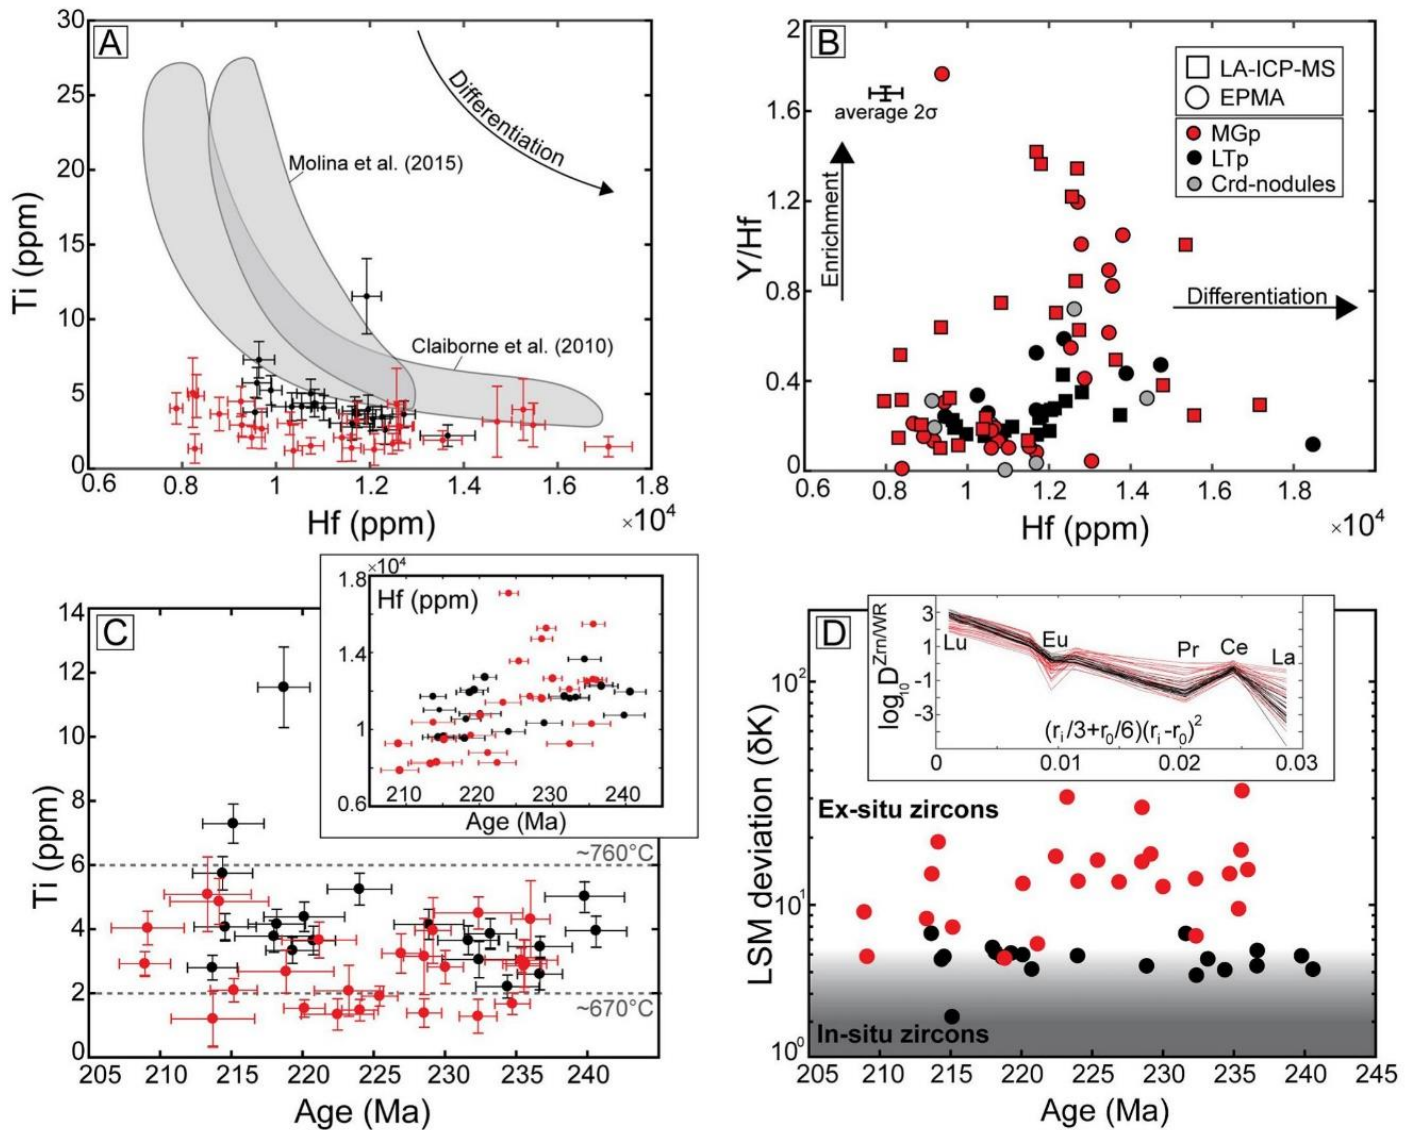 A
30
25
20
15
10
5
0
Ti (ppm)
Differentiation
Molina et al. (2015)
Claiborne et al. (2010)
0.6 0.8 1 1.2 1.4 1.6 1.8
×10⁴
Hf (ppm)
B
2
1.6
1.2
0.8
0.4
0
Y/Hf
average 2σ
Enrichment
Differentiation
LA-ICP-MS
EPMA
MGp
LTp
Crd-nodules
0.6 0.8 1 1.2 1.4 1.6 1.8
×10⁴
Hf (ppm)
C
14
12
10
8
6
4
2
0
Ti (ppm)
×10⁴
1.8
1.4
1.0
0.6
Hf (ppm)
210 220 230 240
Age (Ma)
~760°C
~670°C
205 210 215 220 225 230 235 240
Age (Ma)
D
10²
10¹
10⁰
LSM deviation (δK)
3
1
-1
-3
log₁₀D^Zrn/WR
Lu
Eu
Pr
Ce
La
(rᵢ/3+r₀/6)(rᵢ-r₀)²
0 0.01 0.02 0.03
Ex-situ zircons
In-situ zircons
205 210 215 220 225 230 235 240 245
Age (Ma)